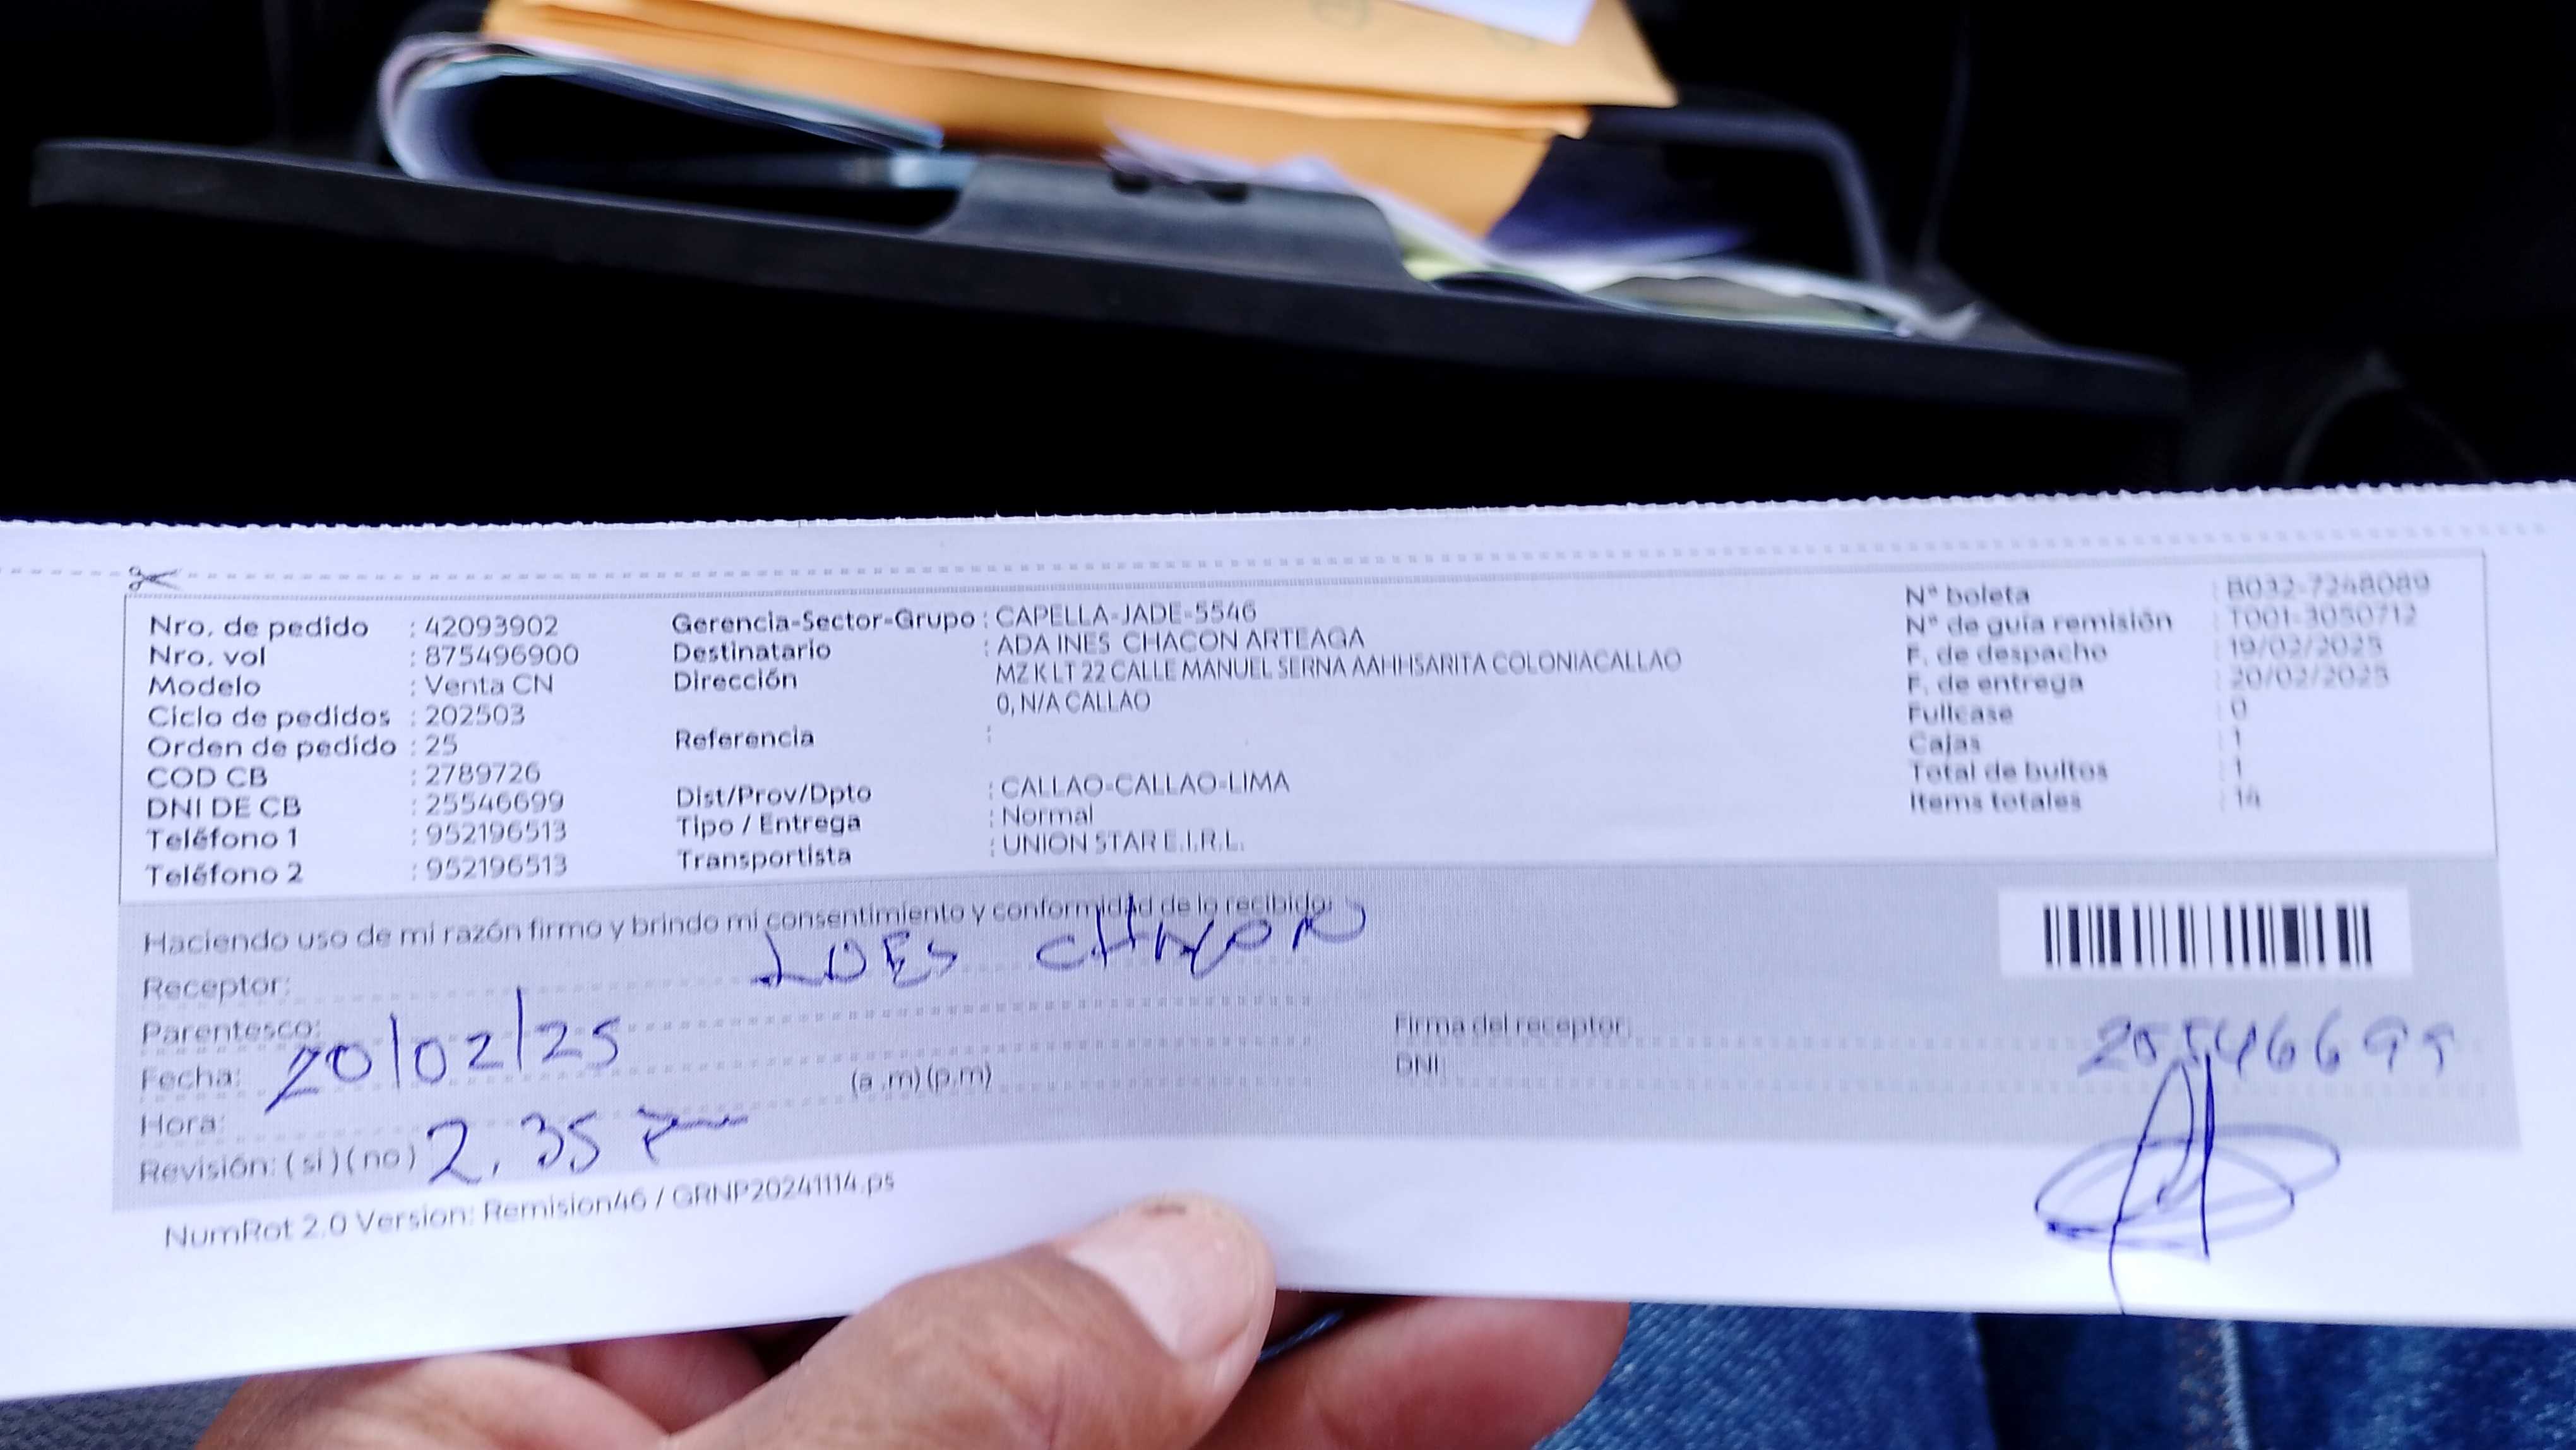 Nro. de pedido : 42093902
Nro. vol : 875496900
Modelo : Venta CN
Ciclo de pedidos : 202503
Orden de pedido : 25
COD CB : 2789726
DNI DE CB : 25546699
Teléfono 1 : 952196513
Teléfono 2 : 952196513
Gerencia-Sector-Grupo : CAPELLA-JADE-5546
Destinatario : ADA INES CHACON ARTEAGA
Dirección MZ K LT 22 CALLE MANUEL SERNA AAHHSARITA COLONIACALLAO
0, N/A CALLAO
Referencia :
Dist/Prov/Dpto : CALLAO-CALLAO-LIMA
Tipo / Entrega : Normal
Transportista : UNION STAR E.I.R.L.
N° boleta : B032-7248089
N° de guía remisión : T001-3050712
F. de despacho : 19/02/2025
F. de entrega : 20/02/2025
Fullcase : 0
Cajas : 1
Total de bultos : 1
Items totales : 14
Haciendo uso de mi razón firmo y brindo mi consentimiento y conformidad de lo recibido:
Receptor: CHACON
Parentesco:
Fecha: 20/02/25
(a .m) (p.m)
Hora: 2.35
Revisión: ( si ) ( no )
Firma del receptor:
DNI: 25546699
NumRot 2.0 Version: Remision46 / GRNP20241114.ps